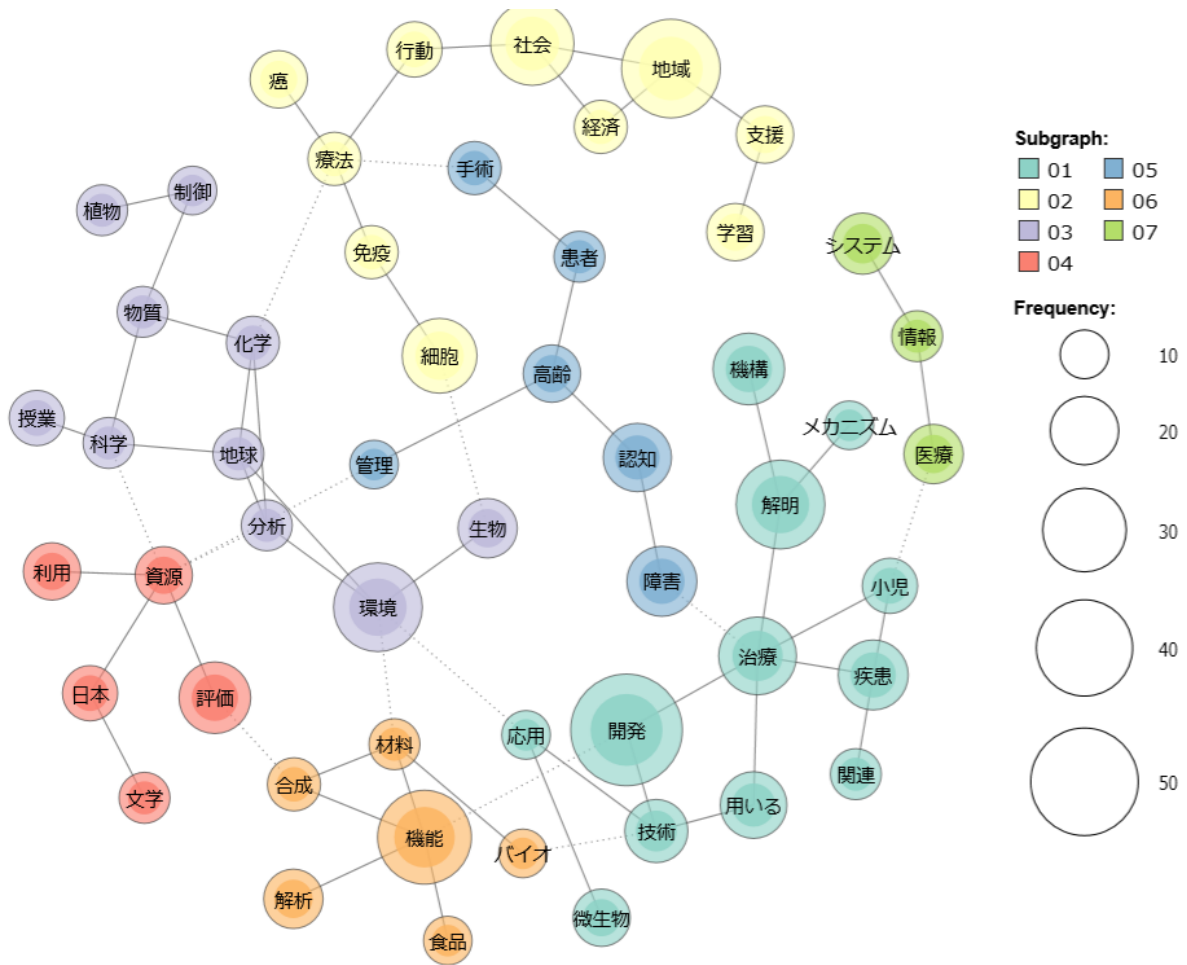 社会
行動
地域
癌
経済
支援
療法
手術
制御
植物
学習
システム
免疫
患者
物質
情報
化学
細胞
機構
高齢
授業
メカニズム
科学
地球
管理
認知
医療
解明
分析
生物
利用
資源
障害
小児
環境
治療
疾患
日本
評価
開発
応用
材料
関連
合成
文学
用いる
技術
機能
バイオ
解析
微生物
食品
Subgraph:
01 05
02 06
03 07
04
Frequency:
10
20
30
40
50